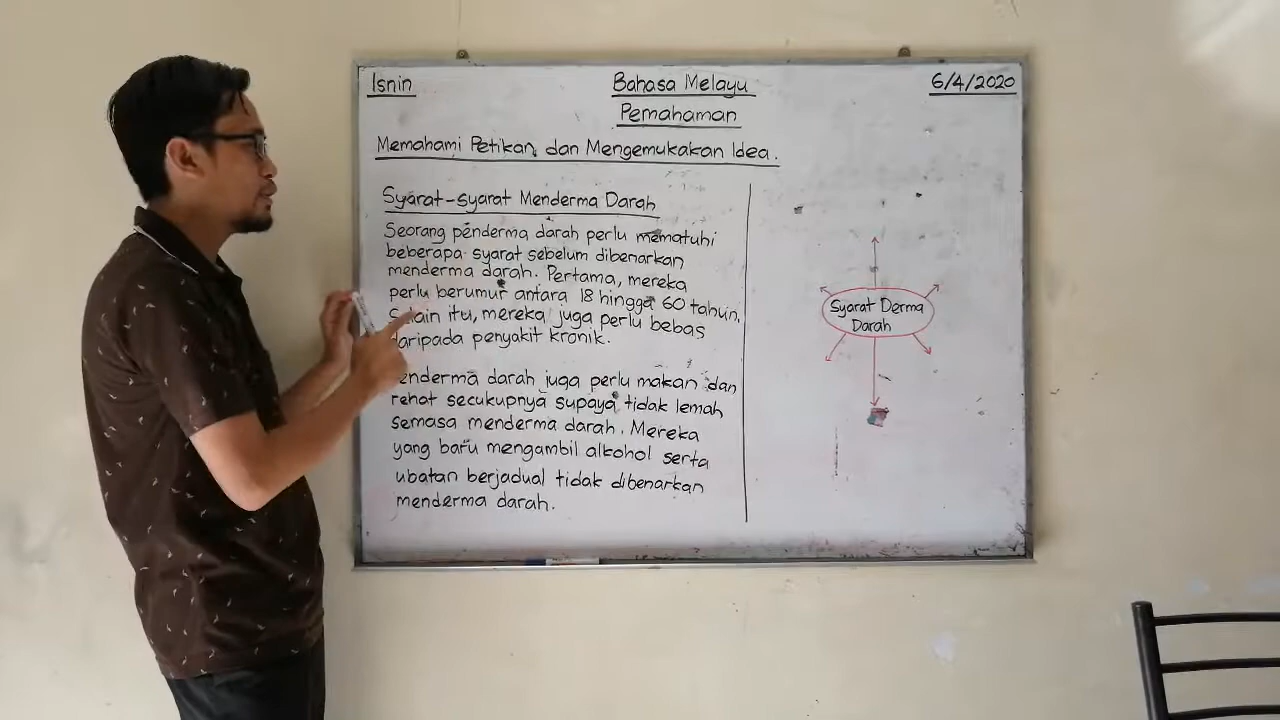 Isnin
Bahasa Melayu
6/4/2020
Pemahaman
Memahami Petikan dan Mengemukakan Idea.
Syarat-syarat Menderma Darah
Seorang penderma darah perlu mematuhi
beberapa syarat sebelum dibenarkan
menderma darah. Pertama, mereka
perlu berumur antara 18 hingga 60 tahun.
Selain itu, mereka juga perlu bebas
daripada penyakit kronik.
enderma darah juga perlu makan dan
rehat secukupnya supaya tidak lemah
semasa menderma darah. Mereka
yang baru mengambil alkohol serta
ubatan berjadual tidak dibenarkan
menderma darah.
Syarat Derma
Darah